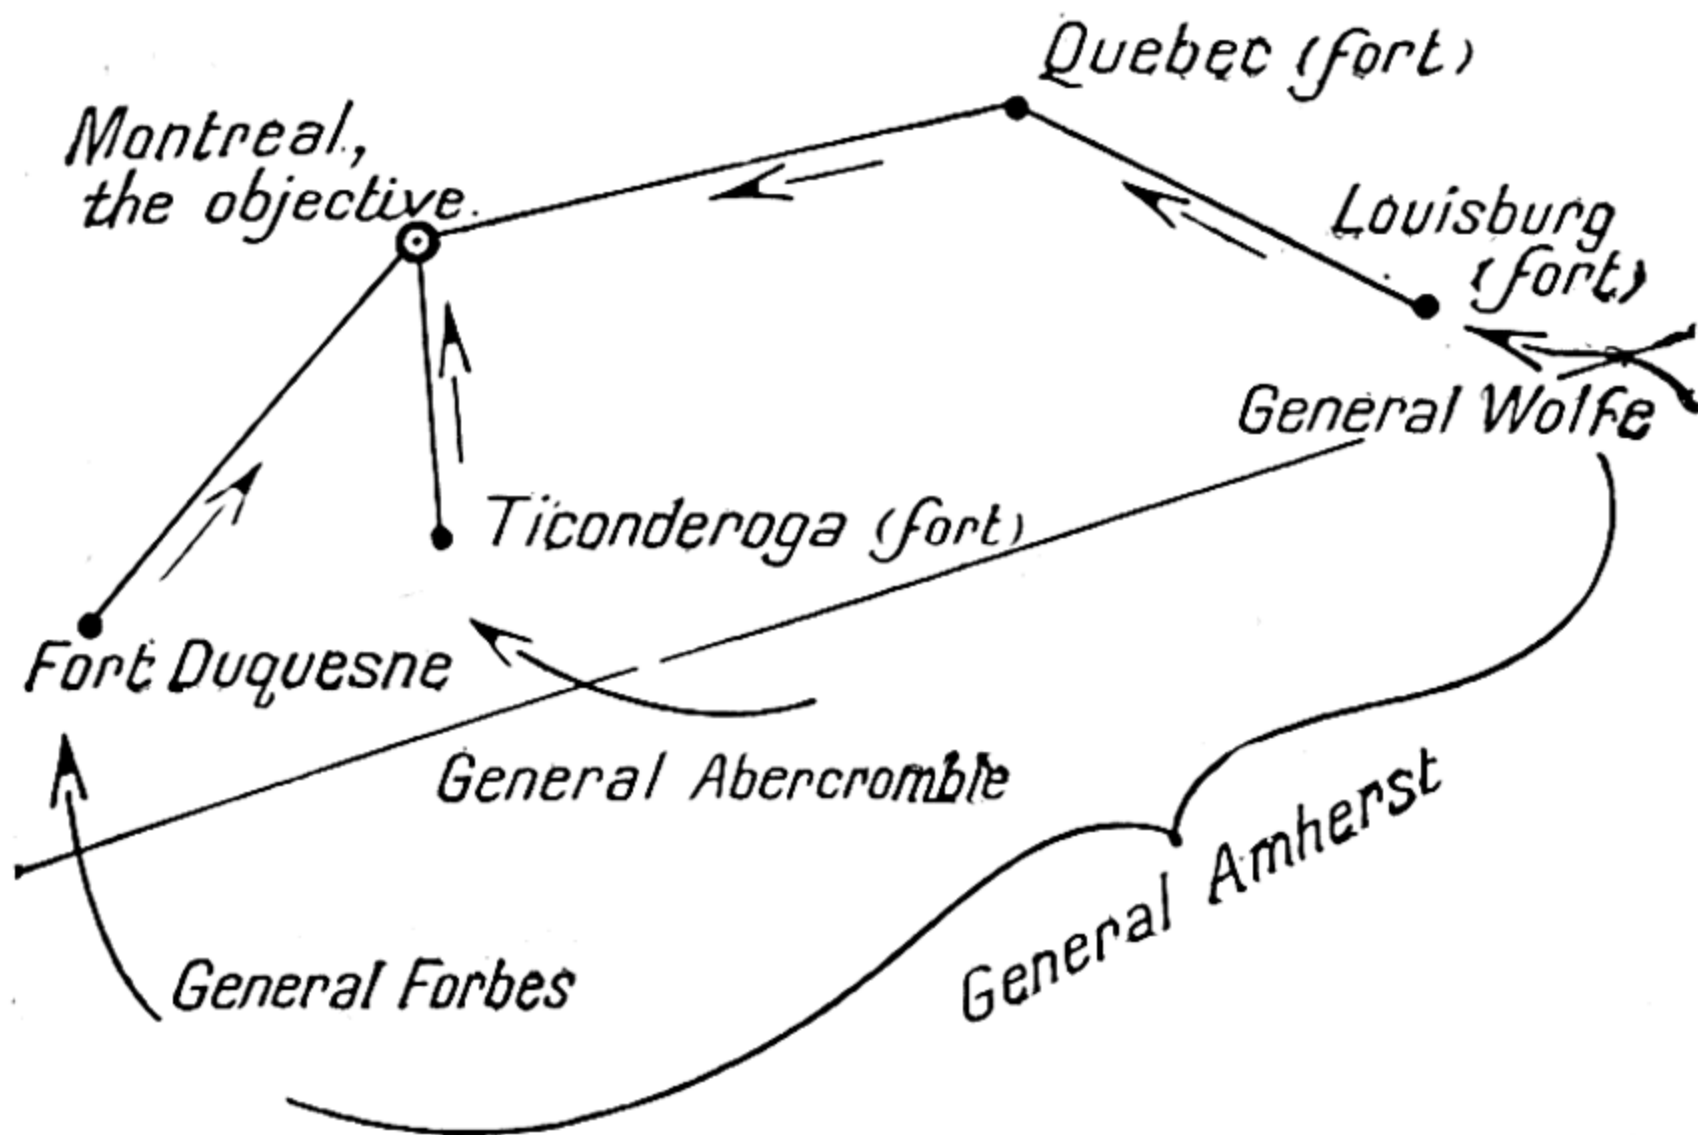 Quebec (fort)
Montreal,
the objective.
Louisburg
(fort)
General Wolfe
Ticonderoga (fort)
Fort Duquesne
General Abercromble
General Amherst
General Forbes